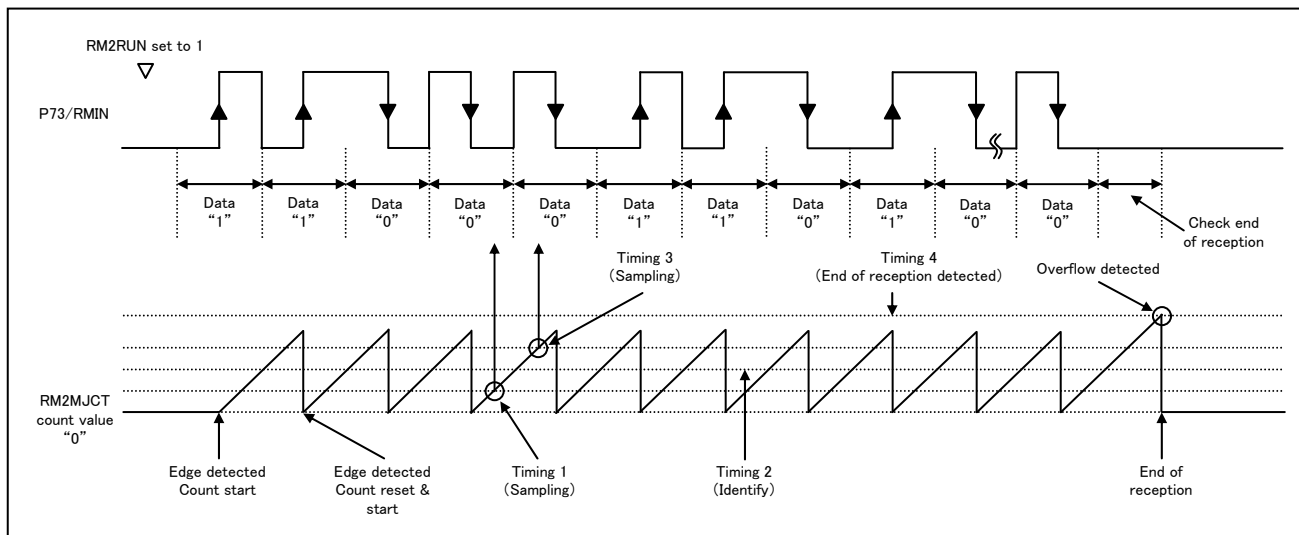 RM2RUN set to 1
P73/RMIN
Data "1"
Data "1"
Data "0"
Data "0"
Data "0"
Data "1"
Data "1"
Data "0"
Data "1"
Data "0"
Data "0"
Check end
of reception
Timing 3
(Sampling)
Timing 4
(End of reception detected)
Overflow detected
RM2MJCT
count value
"0"
Edge detected
Count start
Edge detected
Count reset &
start
Timing 1
(Sampling)
Timing 2
(Identify)
End of
reception